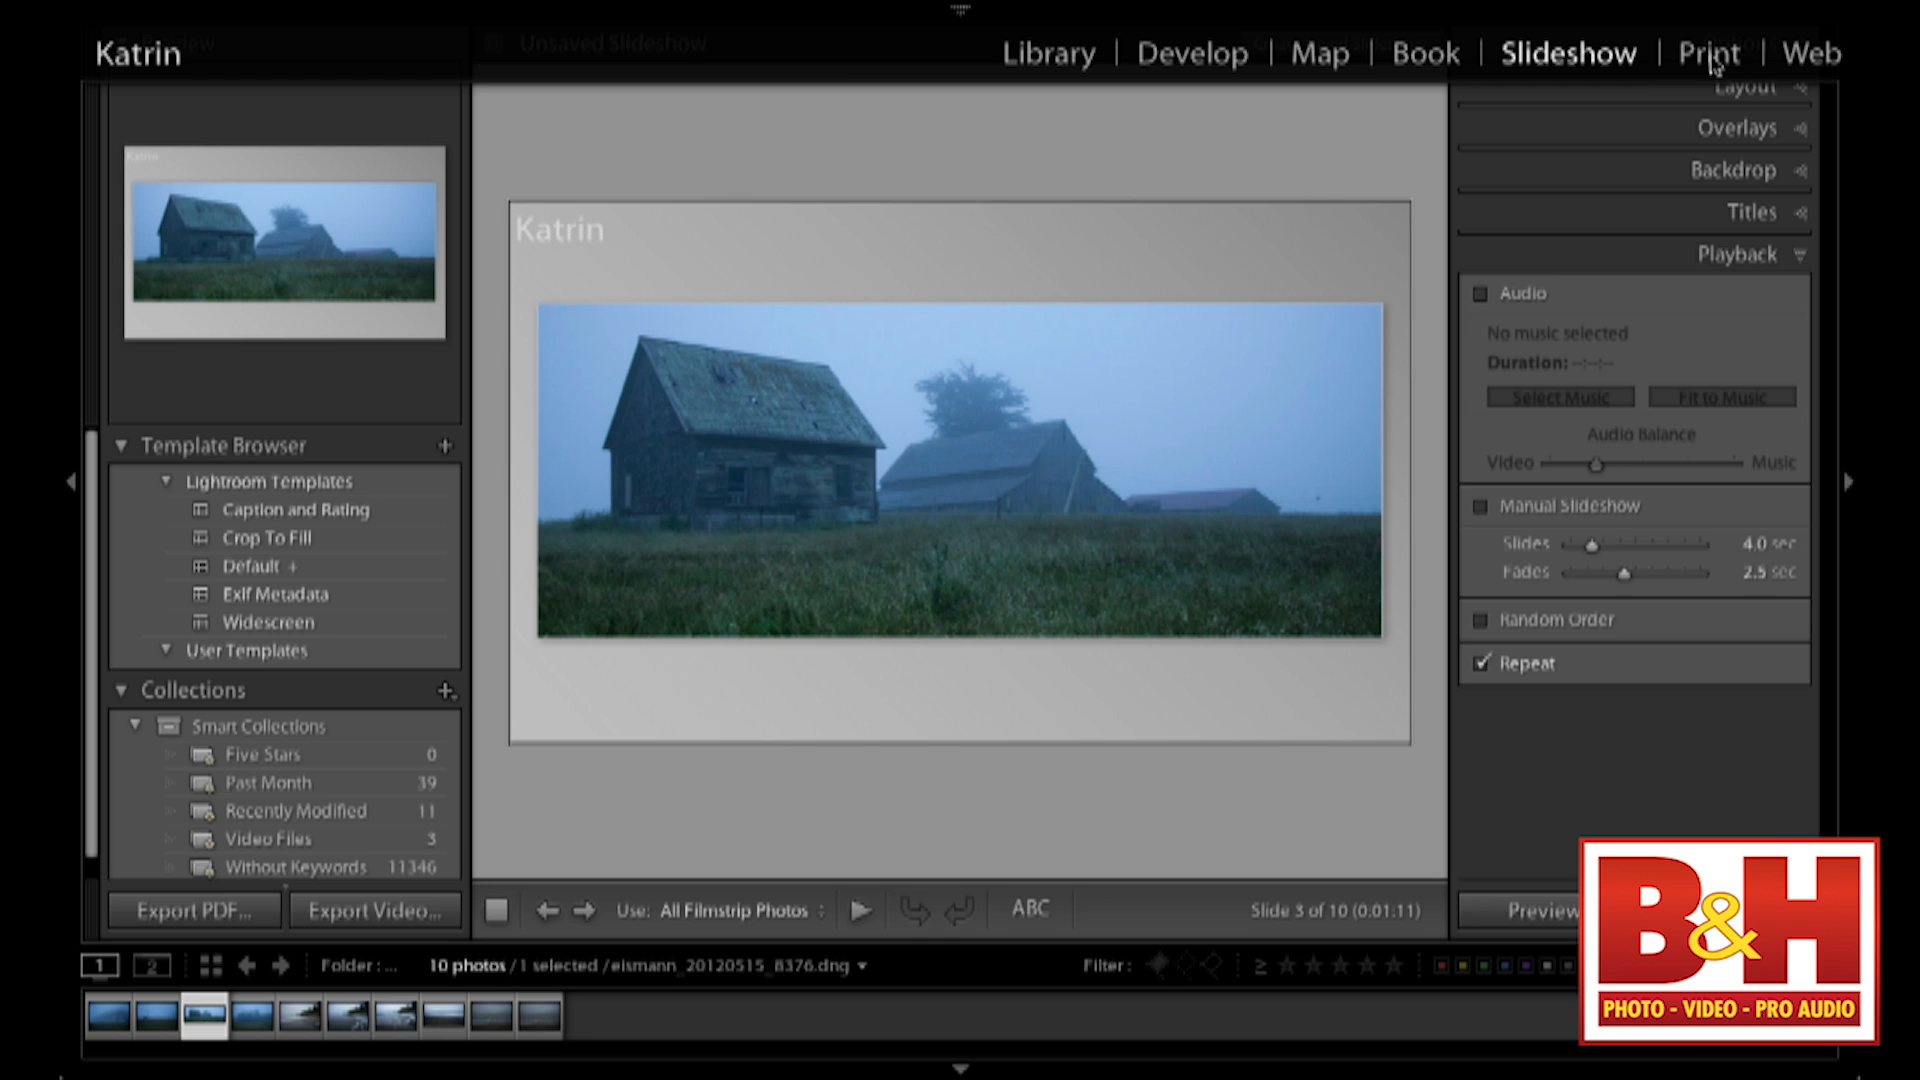 Katrin
Library | Develop | Map | Book | Slideshow | Print | Web
Unsaved Slideshow
Layout
Overlays
Backdrop
Titles
Playback
Audio
No music selected
Duration: --:--:--
Select Music
Fit to Music
Audio Balance
Video
Music
Manual Slideshow
Slides 4.0 sec
Fades 2.5 sec
Random Order
Repeat
Katrin
Katrin
Template Browser
Lightroom Templates
Caption and Rating
Crop To Fill
Default +
Exif Metadata
Widescreen
User Templates
Collections
Smart Collections
Five Stars 0
Past Month 39
Recently Modified 11
Video Files 3
Without Keywords 11346
Export PDF...
Export Video...
Use: All Filmstrip Photos
ABC
Slide 3 of 10 (0:01:11)
Preview
1
2
Folder : ...
10 photos / 1 selected / eismann_20120515_8376.dng
Filter :
B&H
PHOTO - VIDEO - PRO AUDIO